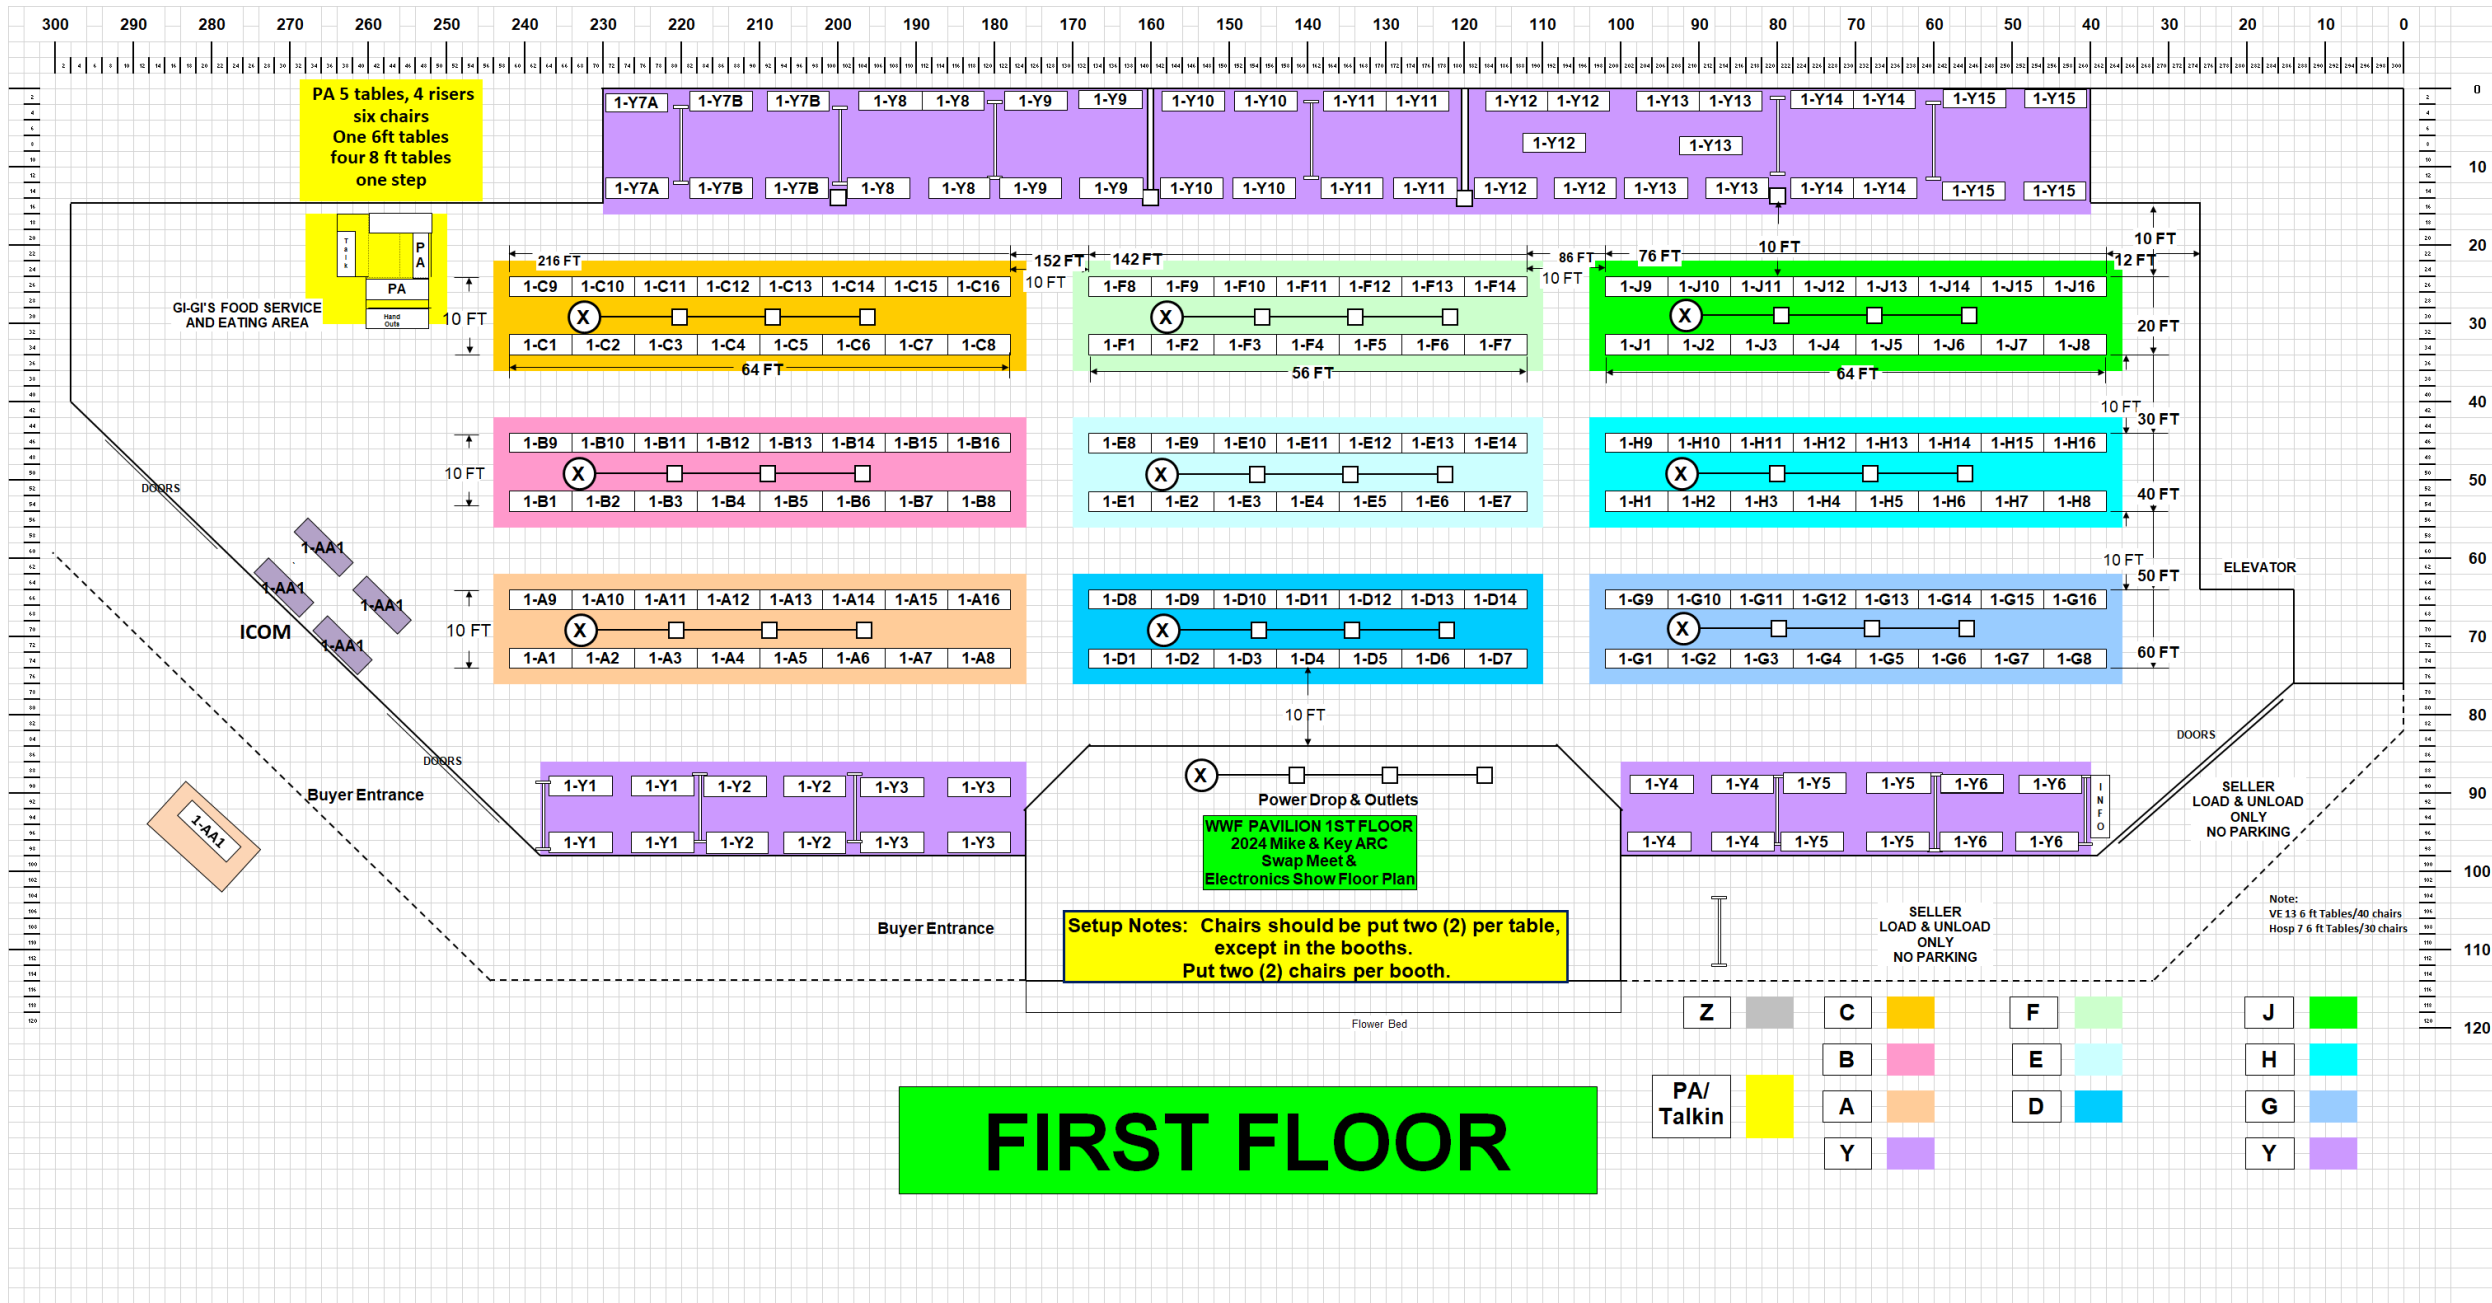 300 290 280 270 260 250 240 230 220 210 200 190 180 170 160 150 140 130 120 110 100 90 80 70 60 50 40 30 20 10 0
PA 5 tables, 4 risers
six chairs
One 6ft tables
four 8 ft tables
one step
1-Y7A 1-Y7B 1-Y7B 1-Y8 1-Y8 1-Y9 1-Y9 1-Y10 1-Y10 1-Y11 1-Y11 1-Y12 1-Y12 1-Y13 1-Y13 1-Y14 1-Y14 1-Y15 1-Y15
1-Y12 1-Y13
1-Y7A 1-Y7B 1-Y7B 1-Y8 1-Y8 1-Y9 1-Y9 1-Y10 1-Y10 1-Y11 1-Y11 1-Y12 1-Y12 1-Y13 1-Y13 1-Y14 1-Y14 1-Y15 1-Y15
0
10
20
30
40
50
60
70
80
90
100
110
120
Talk
PA
PA
Hand
Outs
GI-GI'S FOOD SERVICE
AND EATING AREA
216 FT 152 FT 142 FT 86 FT 76 FT 10 FT 10 FT 12 FT
10 FT 10 FT
1-C9 1-C10 1-C11 1-C12 1-C13 1-C14 1-C15 1-C16
1-F8 1-F9 1-F10 1-F11 1-F12 1-F13 1-F14
1-J9 1-J10 1-J11 1-J12 1-J13 1-J14 1-J15 1-J16
10 FT X X X 20 FT
1-C1 1-C2 1-C3 1-C4 1-C5 1-C6 1-C7 1-C8
1-F1 1-F2 1-F3 1-F4 1-F5 1-F6 1-F7
1-J1 1-J2 1-J3 1-J4 1-J5 1-J6 1-J7 1-J8
64 FT 56 FT 64 FT
10 FT 30 FT
1-B9 1-B10 1-B11 1-B12 1-B13 1-B14 1-B15 1-B16
1-E8 1-E9 1-E10 1-E11 1-E12 1-E13 1-E14
1-H9 1-H10 1-H11 1-H12 1-H13 1-H14 1-H15 1-H16
10 FT X X X 40 FT
1-B1 1-B2 1-B3 1-B4 1-B5 1-B6 1-B7 1-B8
1-E1 1-E2 1-E3 1-E4 1-E5 1-E6 1-E7
1-H1 1-H2 1-H3 1-H4 1-H5 1-H6 1-H7 1-H8
DOORS
1-AA1
1-AA1
1-AA1
1-AA1
ICOM
10 FT 50 FT
ELEVATOR
1-A9 1-A10 1-A11 1-A12 1-A13 1-A14 1-A15 1-A16
1-D8 1-D9 1-D10 1-D11 1-D12 1-D13 1-D14
1-G9 1-G10 1-G11 1-G12 1-G13 1-G14 1-G15 1-G16
10 FT X X X
1-A1 1-A2 1-A3 1-A4 1-A5 1-A6 1-A7 1-A8
1-D1 1-D2 1-D3 1-D4 1-D5 1-D6 1-D7
1-G1 1-G2 1-G3 1-G4 1-G5 1-G6 1-G7 1-G8
60 FT
10 FT
DOORS
DOORS
Buyer Entrance
1-AA1
1-Y1 1-Y1 1-Y2 1-Y2 1-Y3 1-Y3
1-Y1 1-Y1 1-Y2 1-Y2 1-Y3 1-Y3
X
Power Drop & Outlets
WWF PAVILION 1ST FLOOR
2024 Mike & Key ARC
Swap Meet &
Electronics Show Floor Plan
1-Y4 1-Y4 1-Y5 1-Y5 1-Y6 1-Y6
1-Y4 1-Y4 1-Y5 1-Y5 1-Y6 1-Y6
INFO
SELLER
LOAD & UNLOAD
ONLY
NO PARKING
Buyer Entrance
Setup Notes: Chairs should be put two (2) per table,
except in the booths.
Put two (2) chairs per booth.
SELLER
LOAD & UNLOAD
ONLY
NO PARKING
Note:
VE 13 6 ft Tables/40 chairs
Hosp 7 6 ft Tables/30 chairs
Flower Bed
Z C F J
B E H
PA/
Talkin
A D G
Y Y
FIRST FLOOR